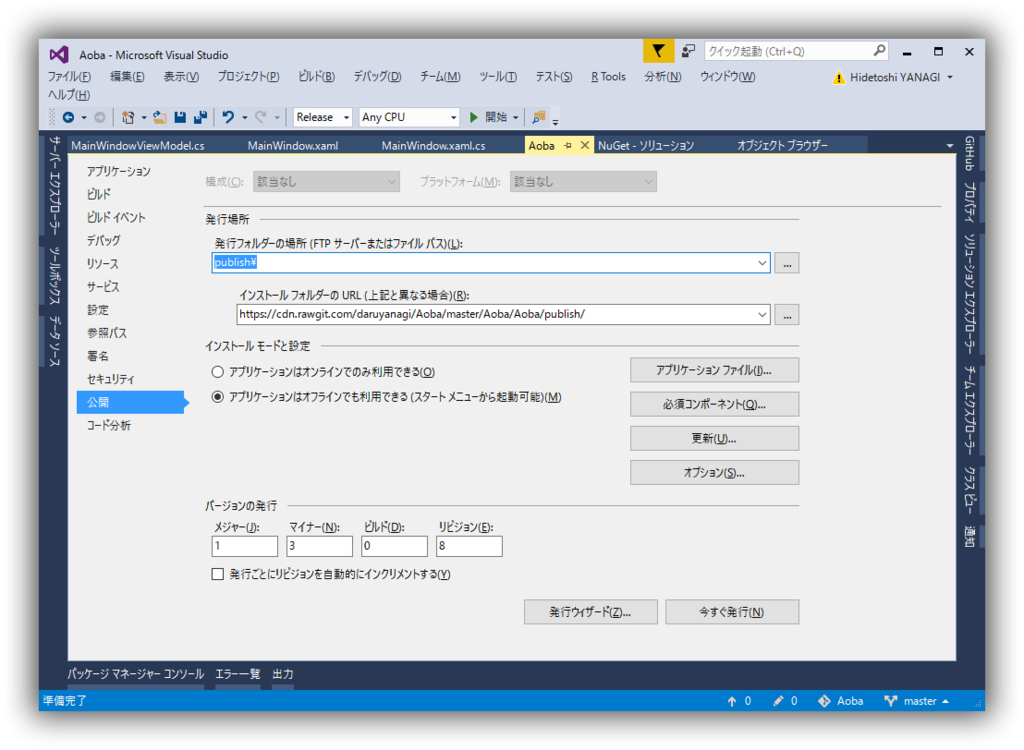 Aoba - Microsoft Visual Studio
クイック起動 (Ctrl+Q)
ファイル(F) 編集(E) 表示(V) プロジェクト(P) ビルド(B) デバッグ(D) チーム(M) ツール(T) テスト(S) R Tools 分析(N) ウィンドウ(W)
Hidetoshi YANAGI
ヘルプ(H)
Release Any CPU 開始
MainWindowViewModel.cs MainWindow.xaml MainWindow.xaml.cs Aoba NuGet - ソリューション オブジェクト ブラウザー
サーバー エクスプローラー
ツールボックス
データ ソース
アプリケーション
ビルド
ビルド イベント
デバッグ
リソース
サービス
設定
参照パス
署名
セキュリティ
公開
コード分析
構成(C): 該当なし プラットフォーム(M): 該当なし
発行場所
発行フォルダーの場所 (FTP サーバーまたはファイル パス)(L):
publish¥
...
インストール フォルダーの URL (上記と異なる場合)(R):
https://cdn.rawgit.com/daruyanagi/Aoba/master/Aoba/Aoba/publish/
...
インストール モードと設定
アプリケーションはオンラインでのみ利用できる(O)
アプリケーションはオフラインでも利用できる (スタート メニューから起動可能)(M)
アプリケーション ファイル(I)...
必須コンポーネント(Q)...
更新(U)...
オプション(S)...
バージョンの発行
メジャー(J): マイナー(N): ビルド(D): リビジョン(E):
1 3 0 8
発行ごとにリビジョンを自動的にインクリメントする(Y)
発行ウィザード(Z)... 今すぐ発行(N)
GitHub
プロパティ
ソリューション エクスプローラー
チーム エクスプローラー
クラス ビュー
通知
パッケージ マネージャー コンソール エラー一覧 出力
準備完了
0 0 Aoba master